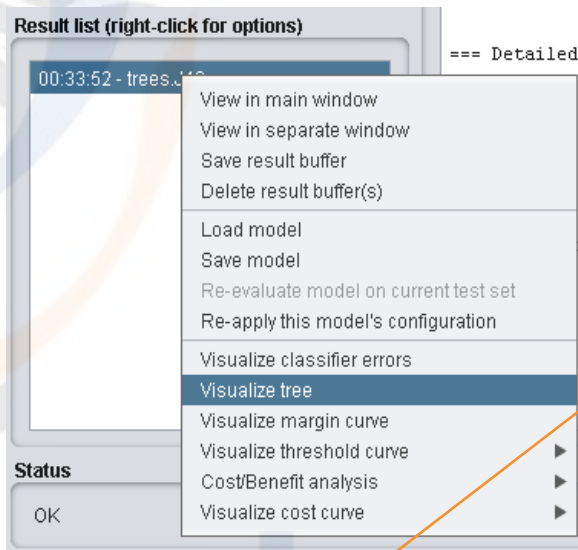 Result list (right-click for options)
=== Detailed
00:33:52 - trees.J48
View in main window
View in separate window
Save result buffer
Delete result buffer(s)
Load model
Save model
Re-evaluate model on current test set
Re-apply this model's configuration
Visualize classifier errors
Visualize tree
Visualize margin curve
Visualize threshold curve
Cost/Benefit analysis
Visualize cost curve
Status
OK